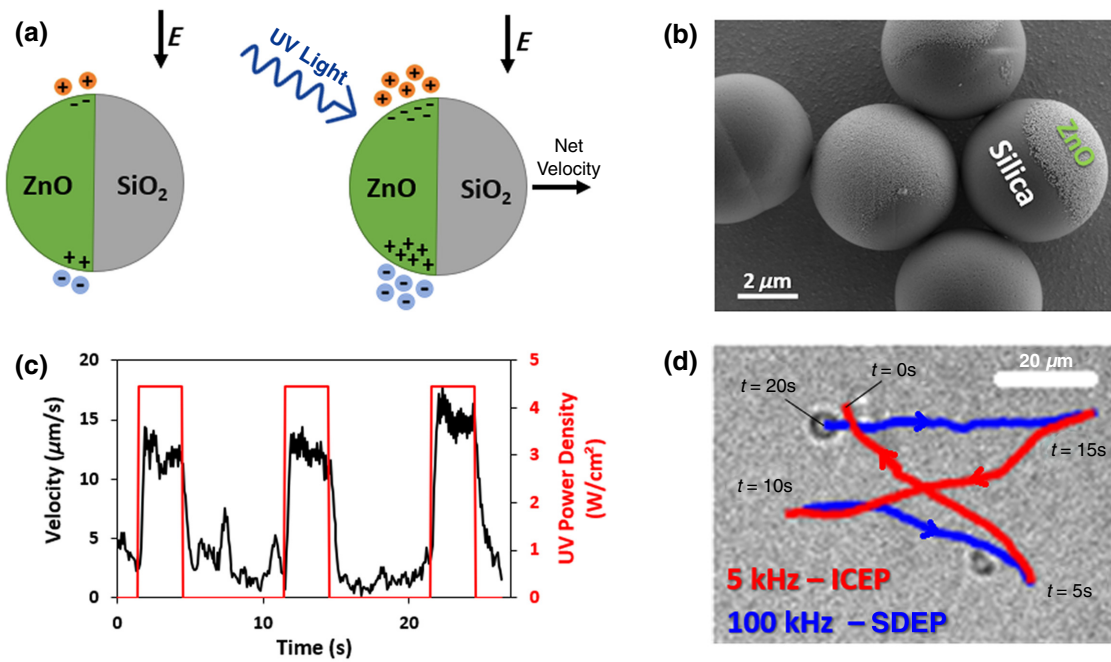 (a)
E
UV Light
E
+ +
- -
+ + + +
- - - - -
ZnO
SiO2
ZnO
SiO2
Net
Velocity
+ +
- -
+ + + + + + +
- - - - -
(b)
ZnO
Silica
2 μm
(c)
20
15
10
5
0
Velocity (μm/s)
5
4
3
2
1
0
UV Power Density
(W/cm²)
0
10
20
Time (s)
(d)
20 μm
t = 0s
t = 20s
t = 15s
t = 10s
5 kHz – ICEP
t = 5s
100 kHz – SDEP